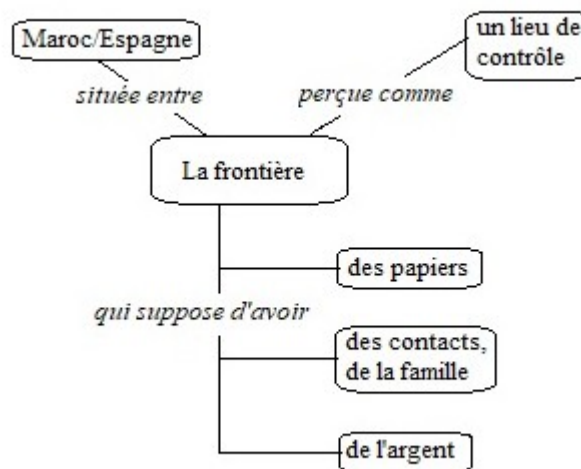 Maroc/Espagne
un lieu de
contrôle
située entre
perçue comme
La frontière
des papiers
qui suppose d'avoir
des contacts,
de la famille
de l'argent